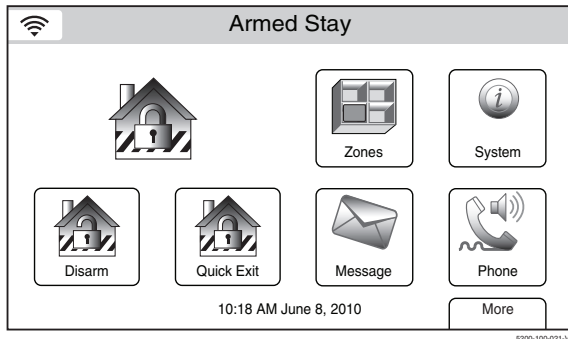 Armed Stay
Zones
System
Disarm
Quick Exit
Message
Phone
10:18 AM June 8, 2010
More